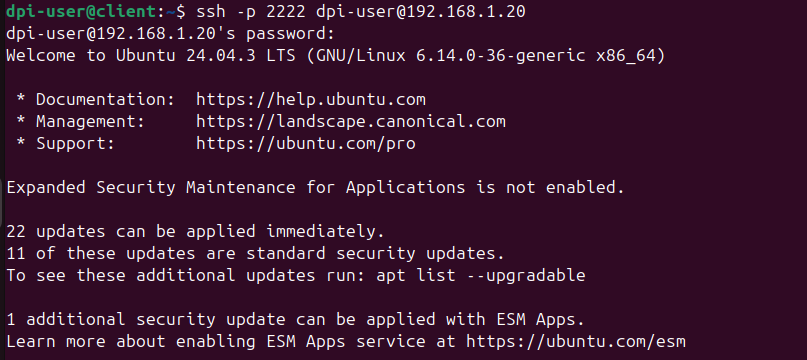 dpi-user@client:~$ ssh -p 2222 dpi-user@192.168.1.20
dpi-user@192.168.1.20's password:
Welcome to Ubuntu 24.04.3 LTS (GNU/Linux 6.14.0-36-generic x86_64)

 * Documentation:  https://help.ubuntu.com
 * Management:     https://landscape.canonical.com
 * Support:        https://ubuntu.com/pro

Expanded Security Maintenance for Applications is not enabled.

22 updates can be applied immediately.
11 of these updates are standard security updates.
To see these additional updates run: apt list --upgradable

1 additional security update can be applied with ESM Apps.
Learn more about enabling ESM Apps service at https://ubuntu.com/esm